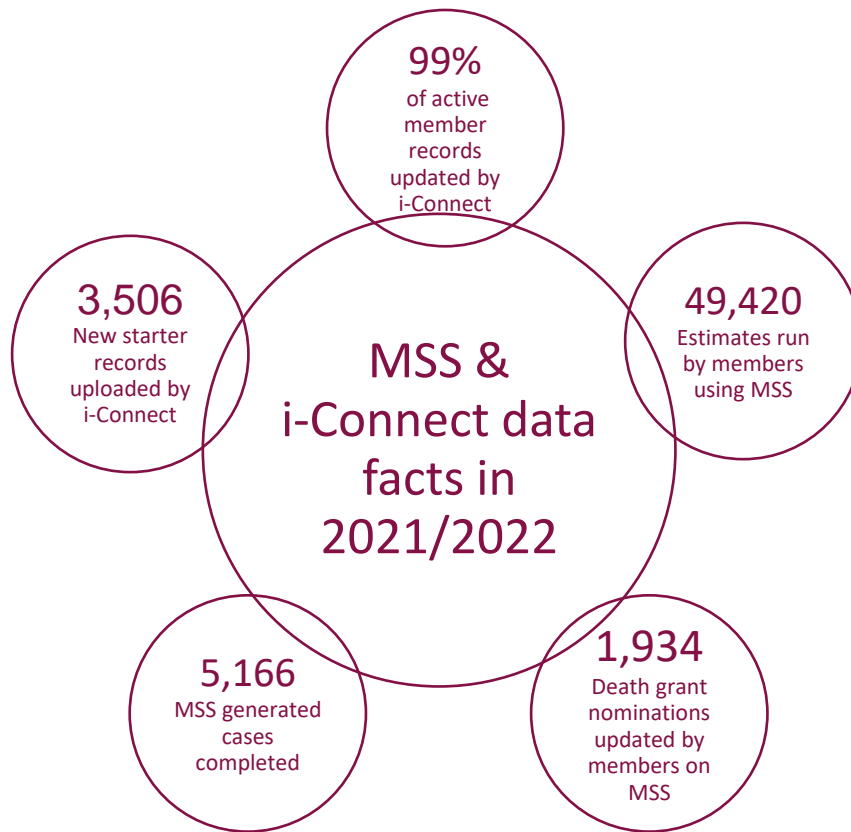 99%
of active
member
records
updated by
i-Connect
3,506
New starter
records
uploaded by
i-Connect
49,420
Estimates run
by members
using MSS
MSS &
i-Connect data
facts in
2021/2022
5,166
MSS generated
cases
completed
1,934
Death grant
nominations
updated by
members on
MSS